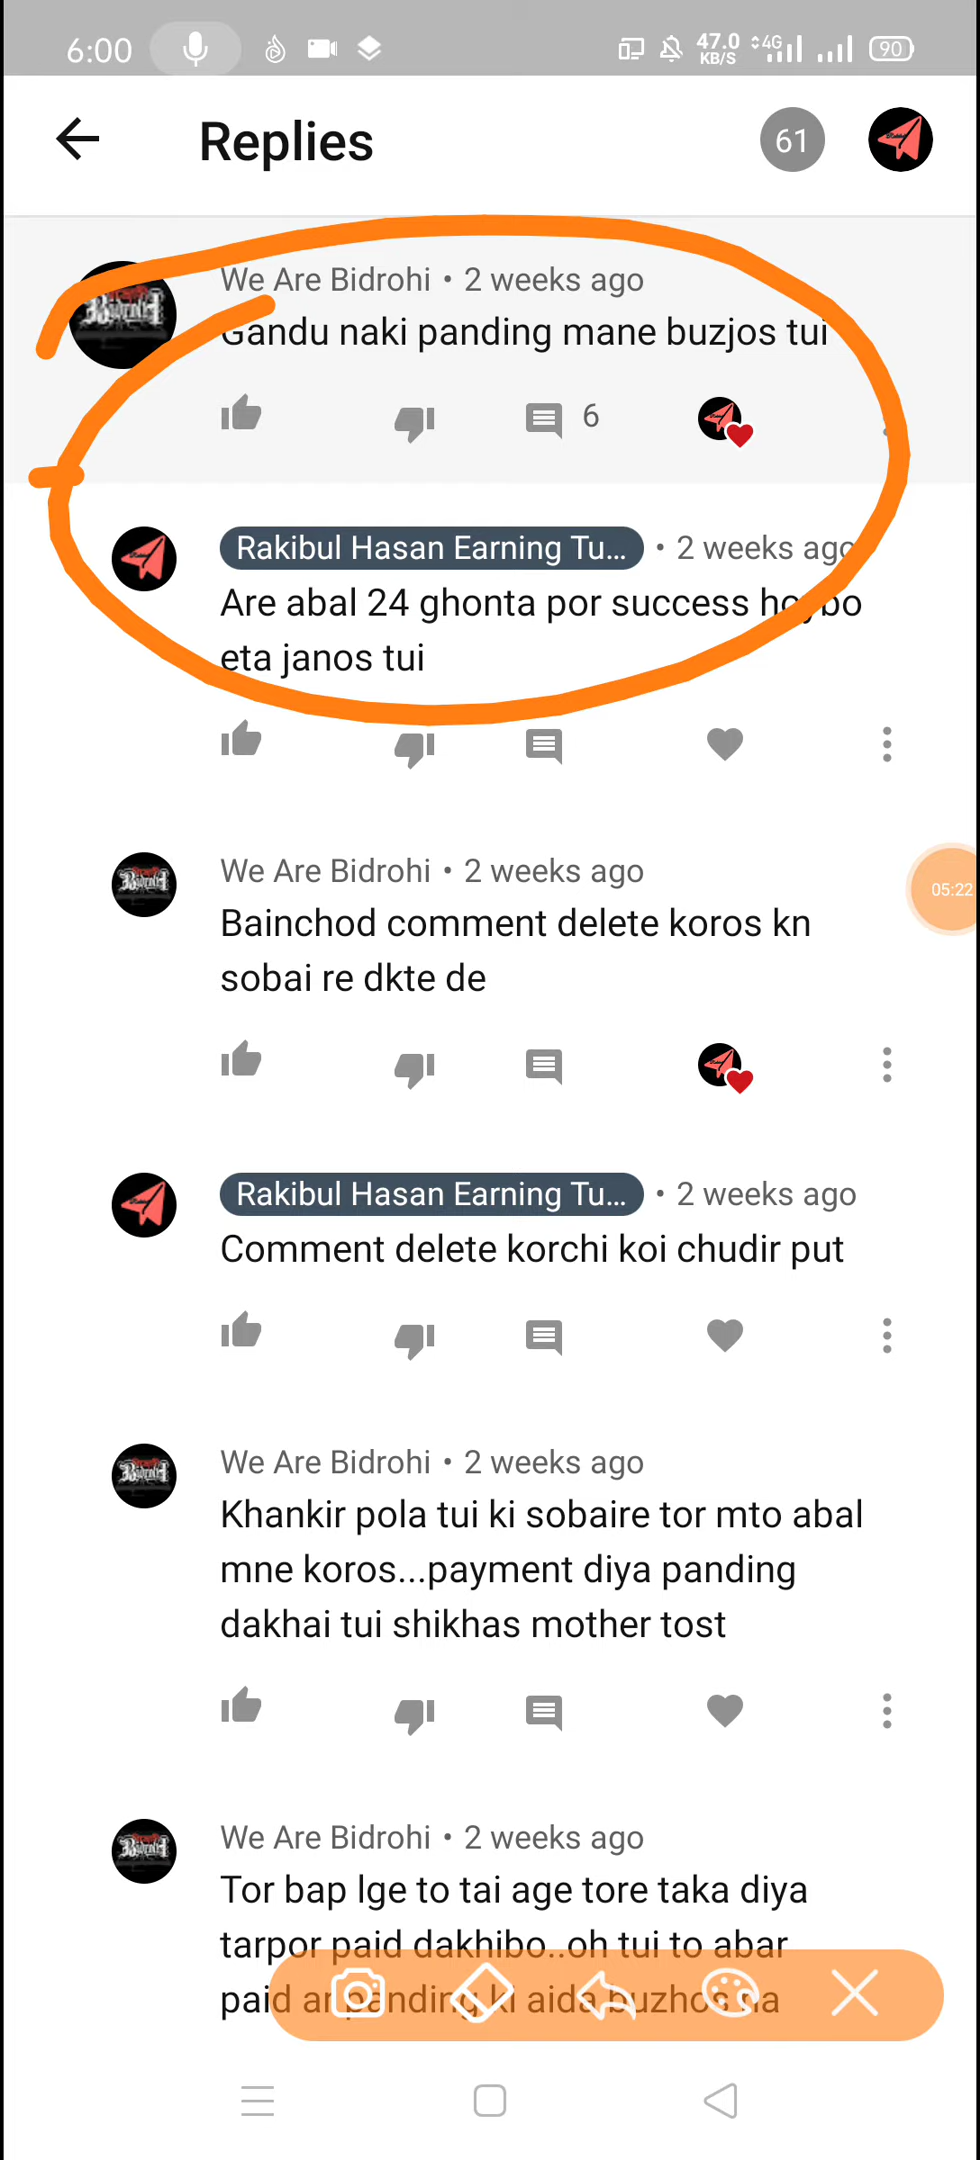 6:00
47.0
KB/S
4G
90
Replies
61
We Are Bidrohi • 2 weeks ago
Gandu naki panding mane buzjos tui
6
Rakibul Hasan Earning Tu... • 2 weeks ago
Are abal 24 ghonta por success hoybo
eta janos tui
We Are Bidrohi • 2 weeks ago
05:22
Bainchod comment delete koros kn
sobai re dkte de
Rakibul Hasan Earning Tu... • 2 weeks ago
Comment delete korchi koi chudir put
We Are Bidrohi • 2 weeks ago
Khankir pola tui ki sobaire tor mto abal
mne koros...payment diya panding
dakhai tui shikhas mother tost
We Are Bidrohi • 2 weeks ago
Tor bap lge to tai age tore taka diya
tarpor paid dakhibo..oh tui to abar
paid ar panding ki aida buzhos na